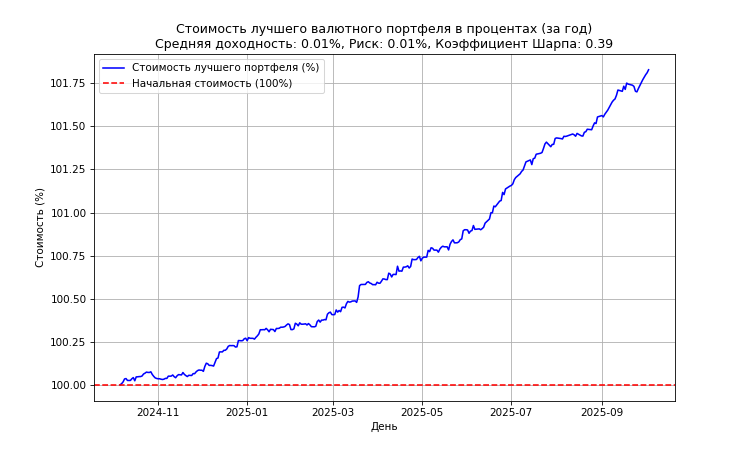 Стоимость лучшего валютного портфеля в процентах (за год)
Средняя доходность: 0.01%, Риск: 0.01%, Коэффициент Шарпа: 0.39
Стоимость лучшего портфеля (%)
Начальная стоимость (100%)
Стоимость (%)
101.75
101.50
101.25
101.00
100.75
100.50
100.25
100.00
2024-11 2025-01 2025-03 2025-05 2025-07 2025-09
День